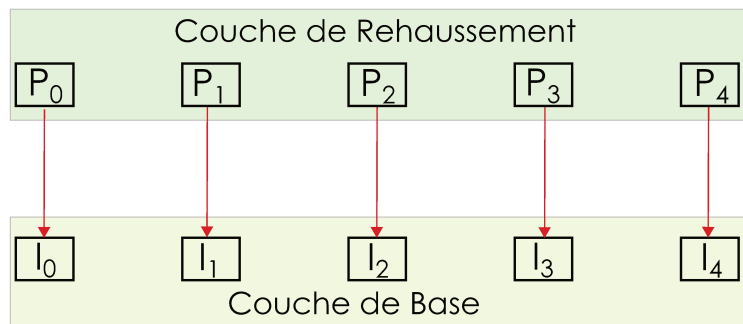 Couche de Rehaussement
P₀ P₁ P₂ P₃ P₄
I₀ I₁ I₂ I₃ I₄
Couche de Base